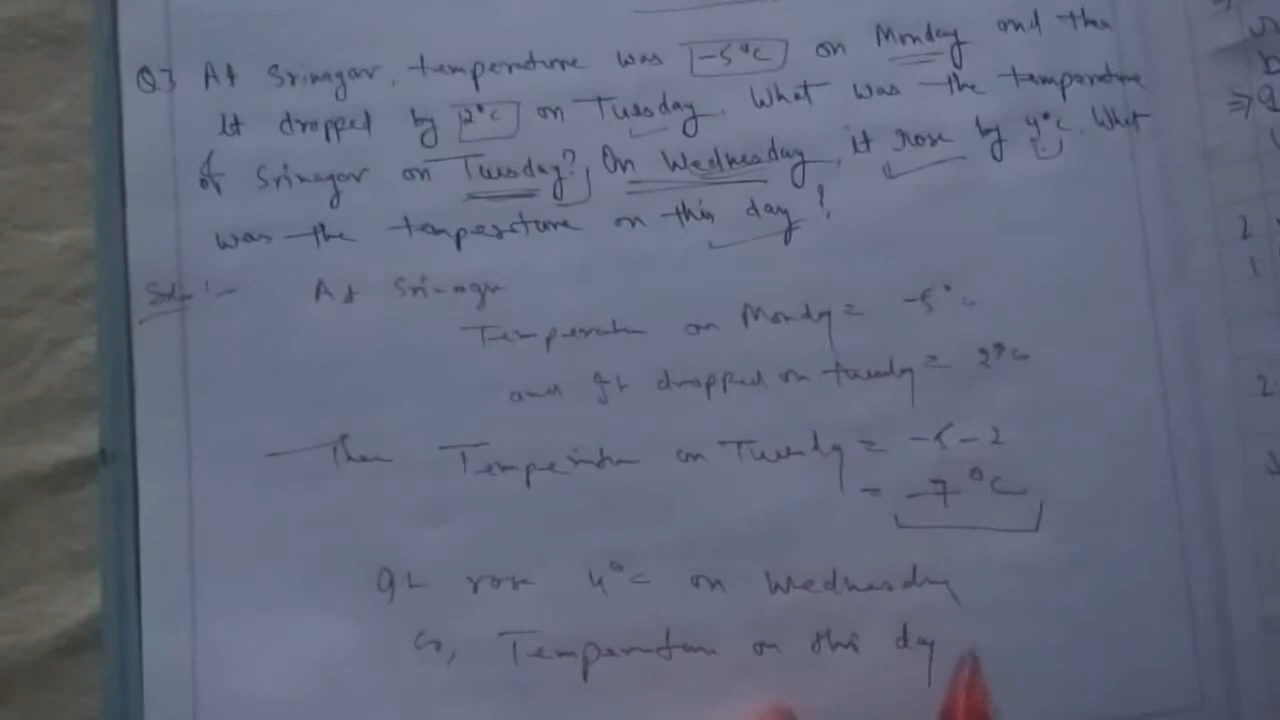 Q3 At Srinagar, temperature was -5°C on Monday and then
It dropped by 2°C on Tuesday. What was the temperature
of Srinagar on Tuesday? On Wednesday, it rose by 4°C. What
was the temperature on this day?
Sol:- At Srinagr
Temperature on Monday = -5°C
and It dropped on tuesday = 2°C
Then Temperature on Tuesday = -5-2
= -7°C
It rose 4°C on Wednesday
So, Temperature on this day